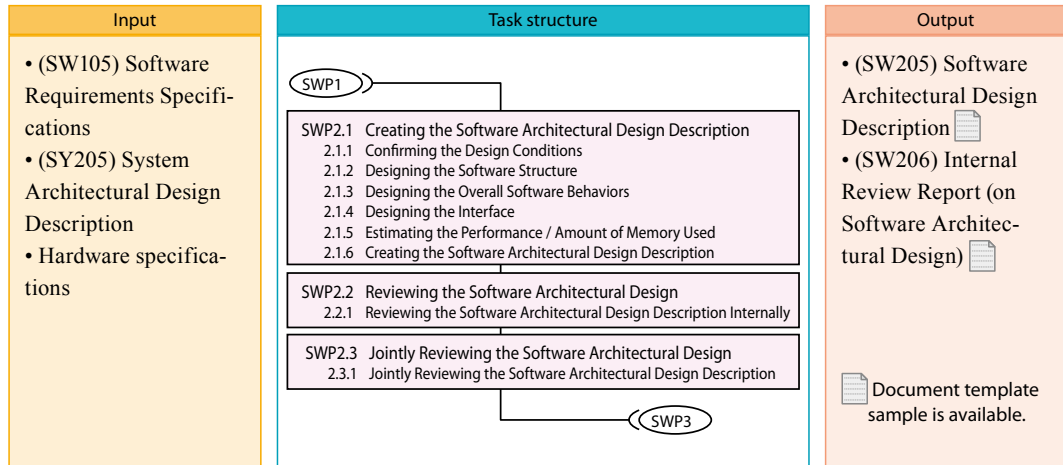 Input
• (SW105) Software
Requirements Specifi-
cations
• (SY205) System
Architectural Design
Description
• Hardware specifica-
tions
Task structure
SWP1
SWP2.1 Creating the Software Architectural Design Description
2.1.1 Confirming the Design Conditions
2.1.2 Designing the Software Structure
2.1.3 Designing the Overall Software Behaviors
2.1.4 Designing the Interface
2.1.5 Estimating the Performance / Amount of Memory Used
2.1.6 Creating the Software Architectural Design Description
SWP2.2 Reviewing the Software Architectural Design
2.2.1 Reviewing the Software Architectural Design Description Internally
SWP2.3 Jointly Reviewing the Software Architectural Design
2.3.1 Jointly Reviewing the Software Architectural Design Description
SWP3
Output
• (SW205) Software
Architectural Design
Description
• (SW206) Internal
Review Report (on
Software Architec-
tural Design)
Document template
sample is available.